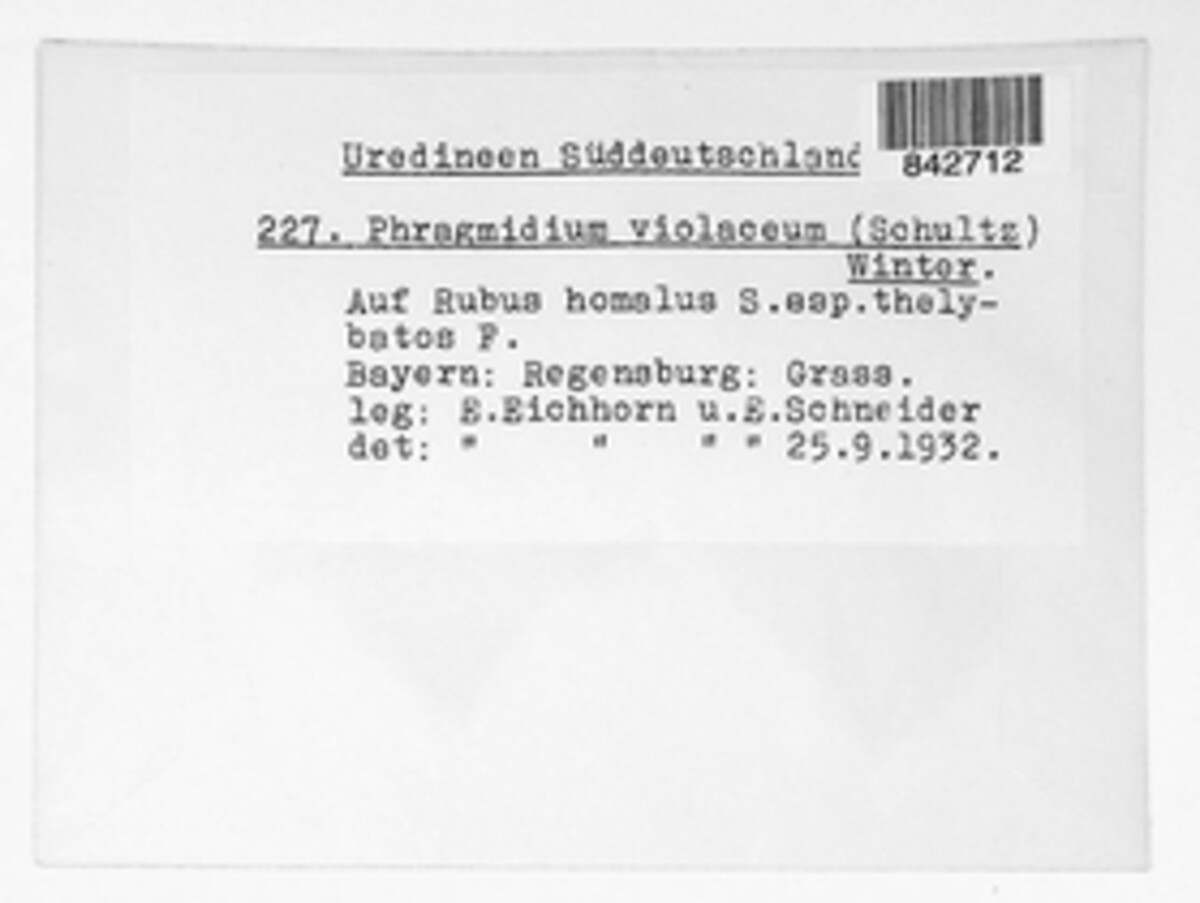 842712
Uredineen Süddeutschland
227. Phragmidium violaceum (Schultz)
Winter.
Auf Rubus homalus S.ssp.thely-
batos F.
Bayern: Regensburg: Grass.
leg: E.Eichhorn u.E.Schneider
det: " " " " 25.9.1932.